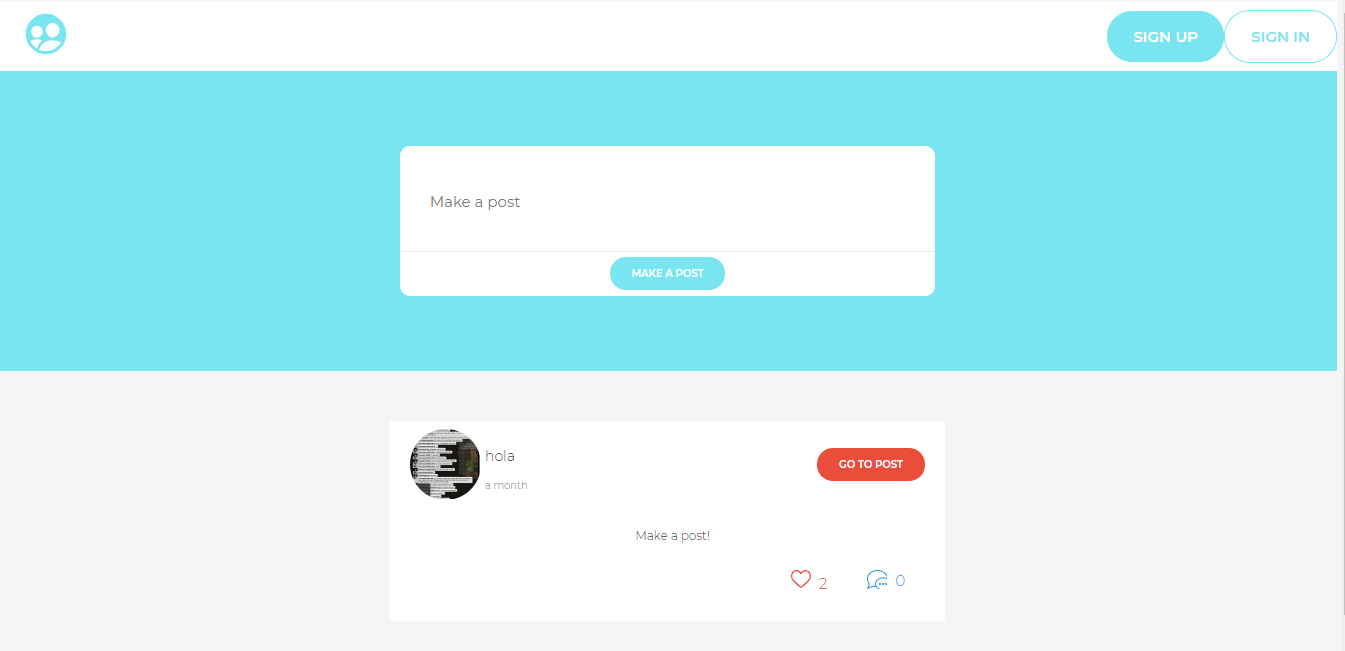 SIGN UP
SIGN IN
Make a post
MAKE A POST
hola
a month
GO TO POST
Make a post!
2
0